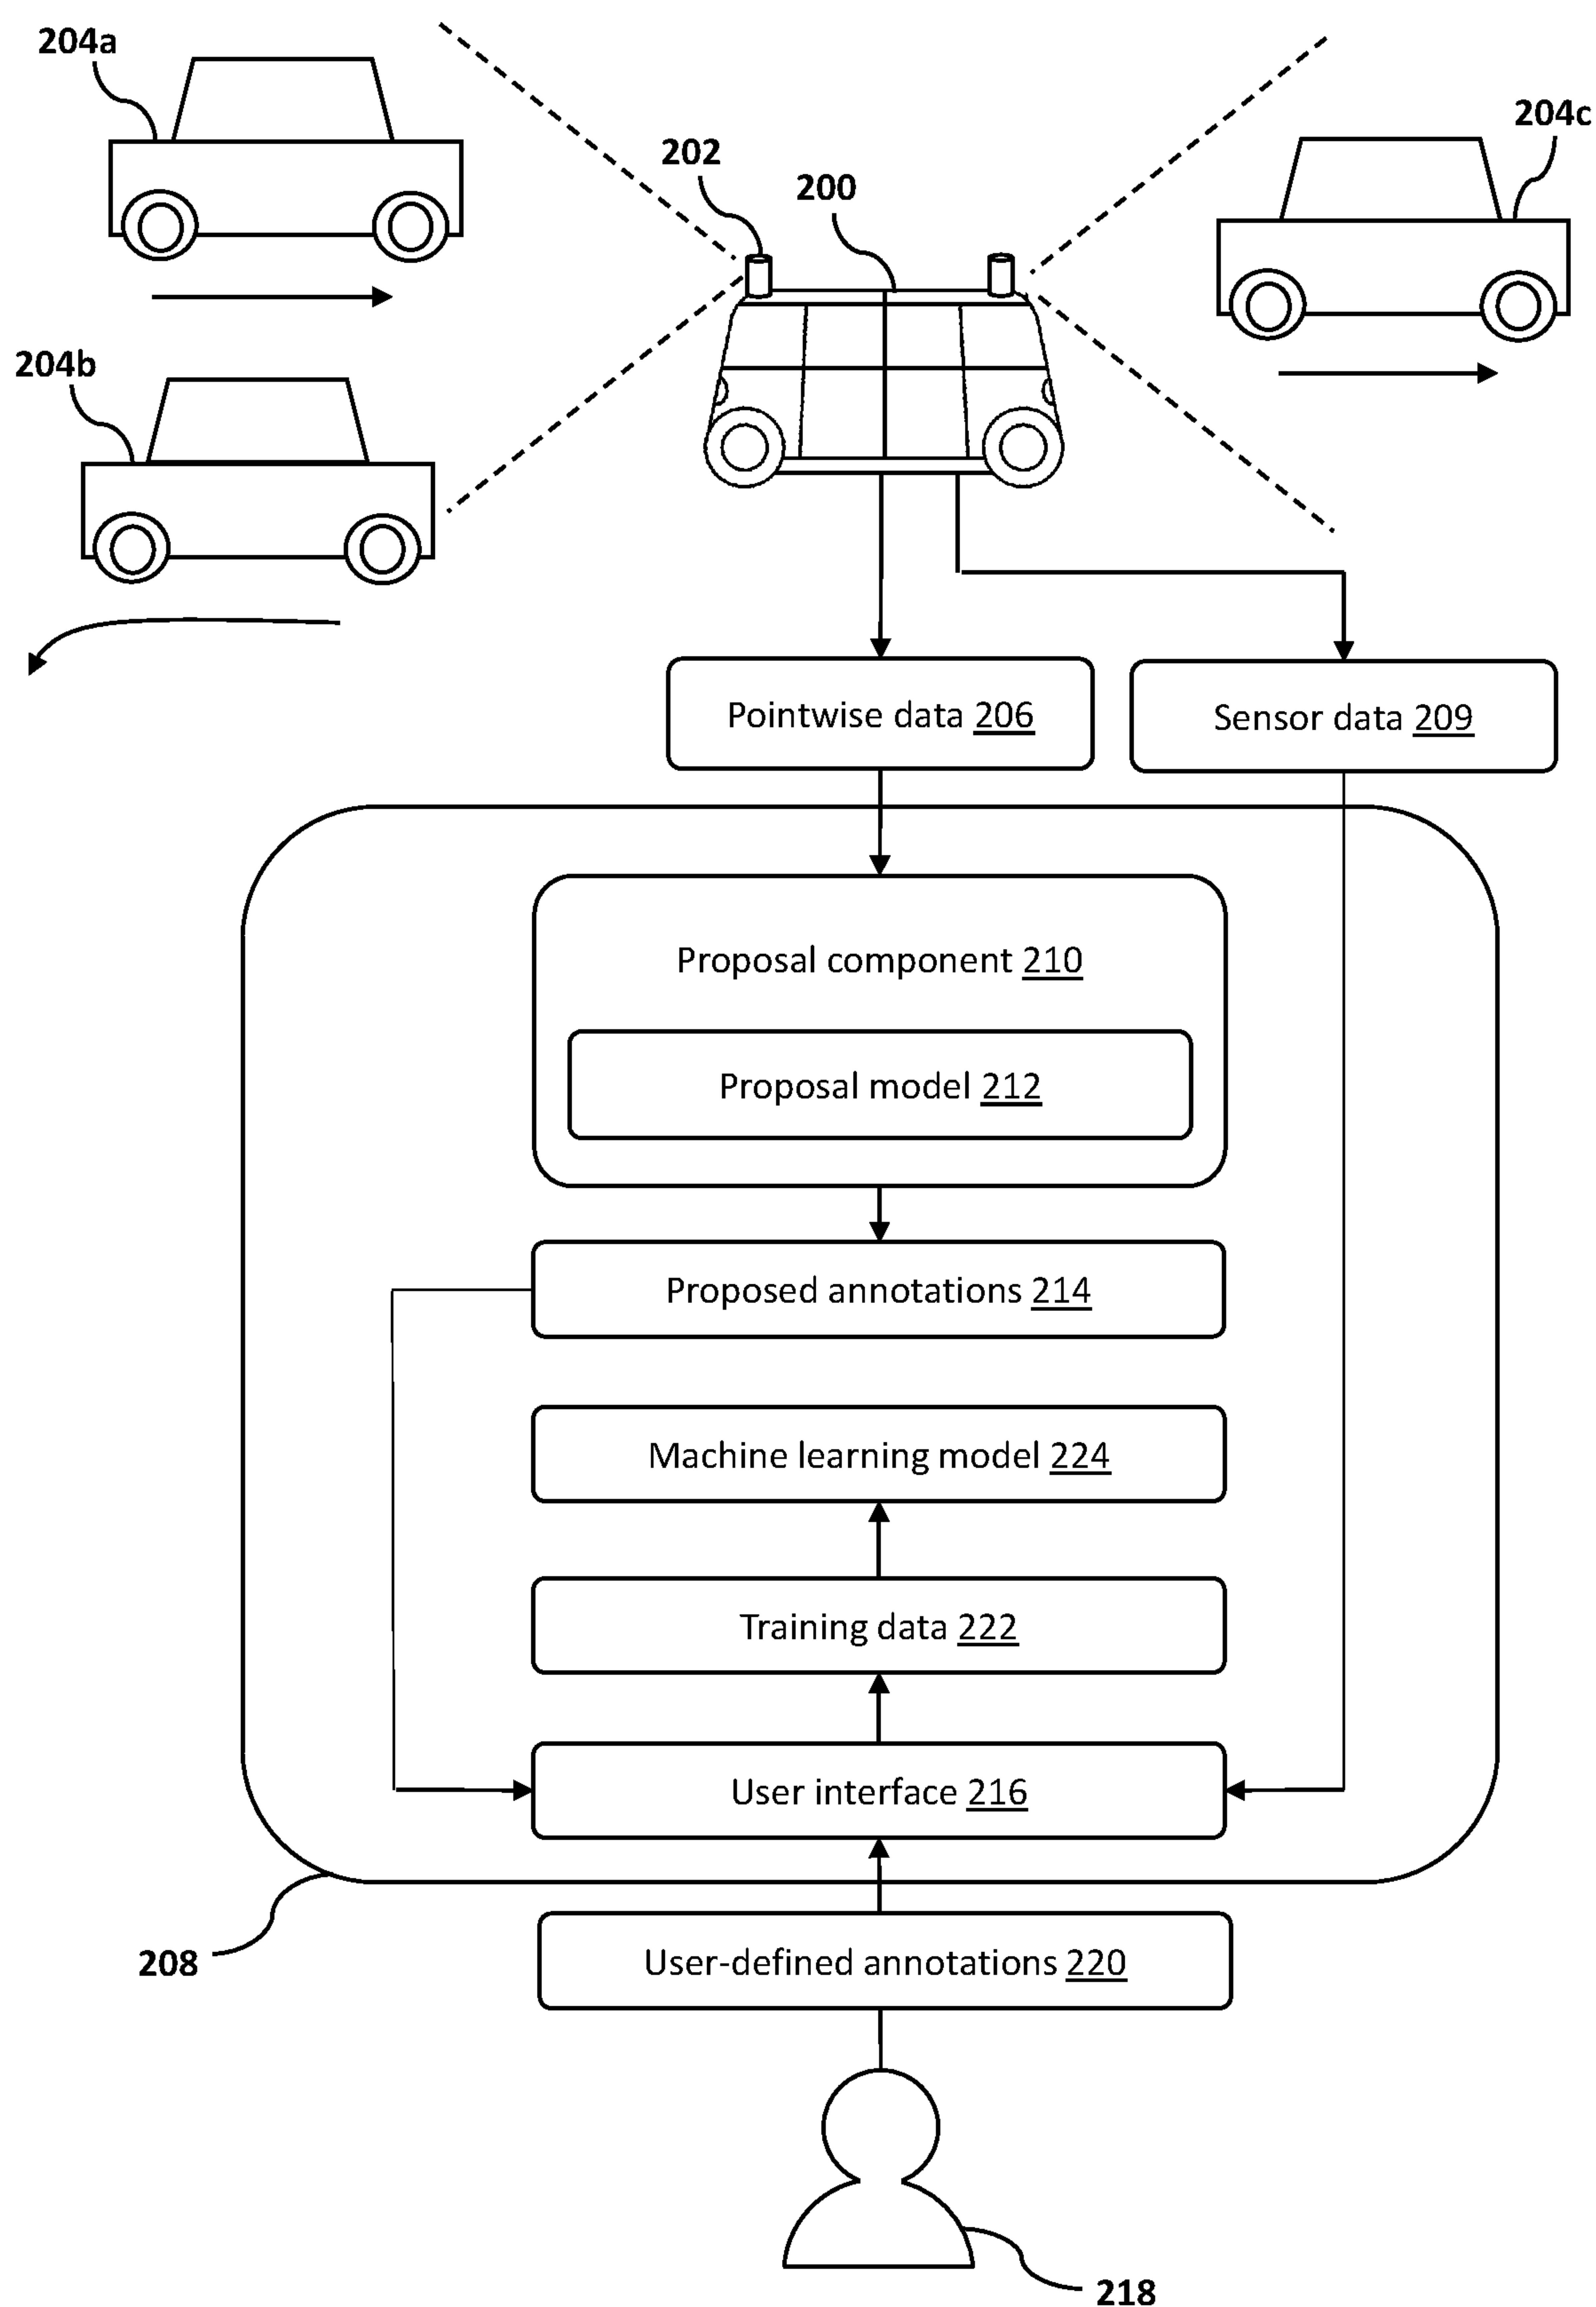 204a
204c
202
200
204b
Pointwise data 206
Sensor data 209
Proposal component 210
Proposal model 212
Proposed annotations 214
Machine learning model 224
Training data 222
User interface 216
208
User-defined annotations 220
218